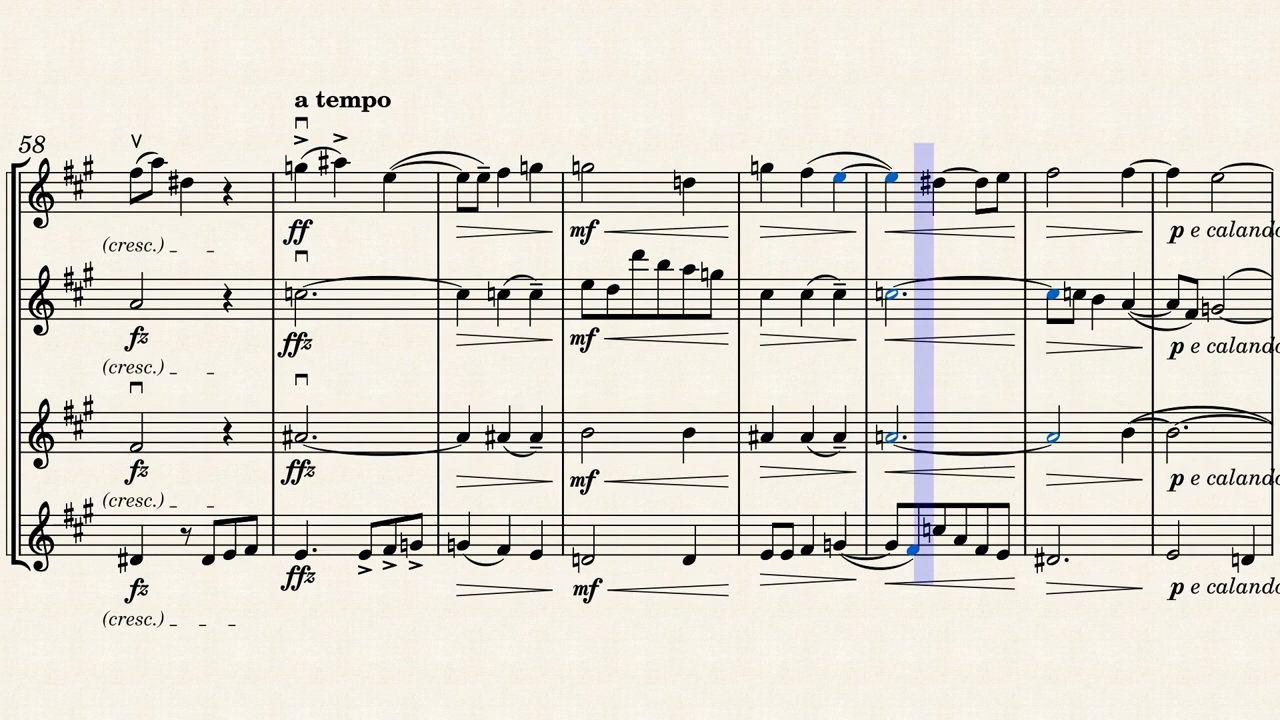 a tempo
58
ff
mf
p e calando
(cresc.)
fz
ffz
mf
p e calando
(cresc.)
fz
ffz
mf
p e calando
(cresc.)
fz
ffz
mf
p e calando
(cresc.)